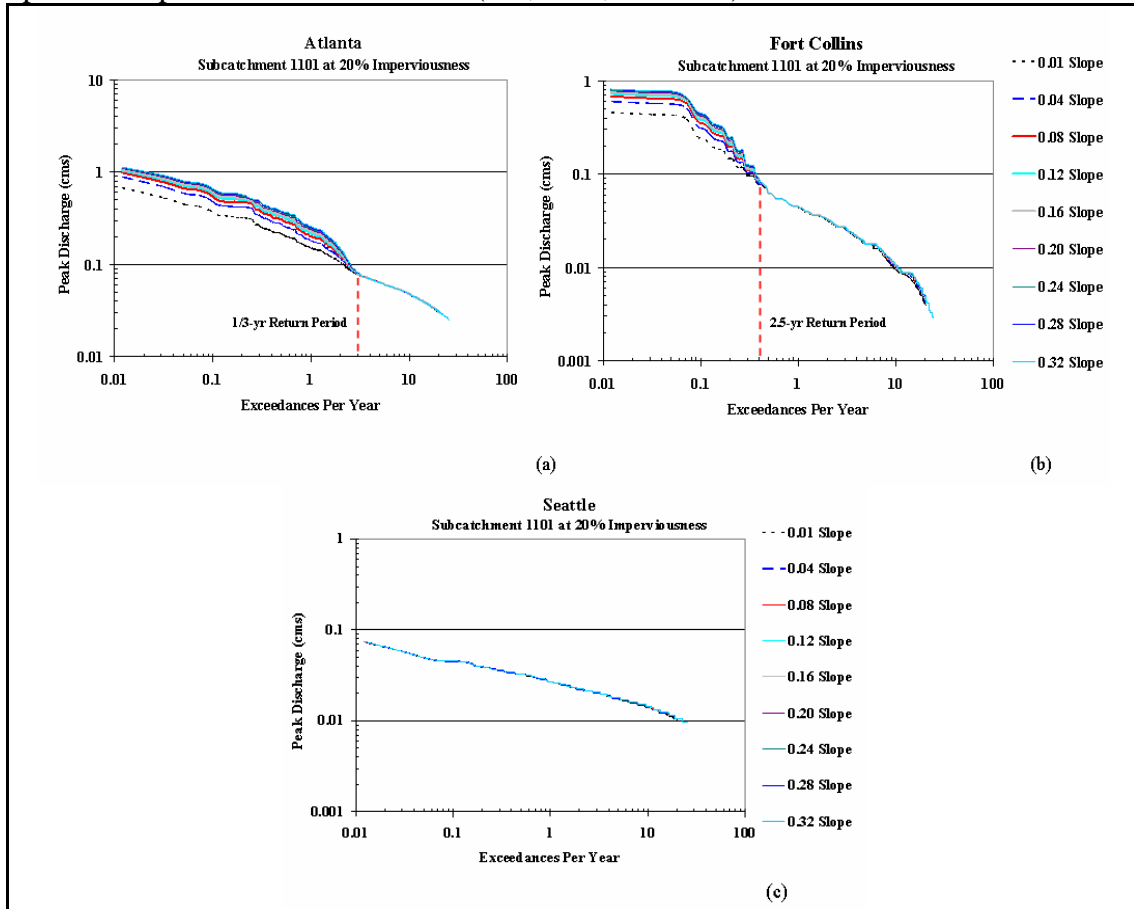 Atlanta
Subcatchment 1101 at 20% Imperviousness
10
1
0.1
0.01
Peak Discharge (cms)
1/3-yr Return Period
0.01 0.1 1 10 100
Exceedances Per Year
(a)
Fort Collins
Subcatchment 1101 at 20% Imperviousness
1
0.1
0.01
0.001
Peak Discharge (cms)
2.5-yr Return Period
0.01 0.1 1 10 100
Exceedances Per Year
(b)
0.01 Slope
0.04 Slope
0.08 Slope
0.12 Slope
0.16 Slope
0.20 Slope
0.24 Slope
0.28 Slope
0.32 Slope
Seattle
Subcatchment 1101 at 20% Imperviousness
1
0.1
0.01
0.001
Peak Discharge (cms)
0.01 0.1 1 10 100
Exceedances Per Year
(c)
0.01 Slope
0.04 Slope
0.08 Slope
0.12 Slope
0.16 Slope
0.20 Slope
0.24 Slope
0.28 Slope
0.32 Slope